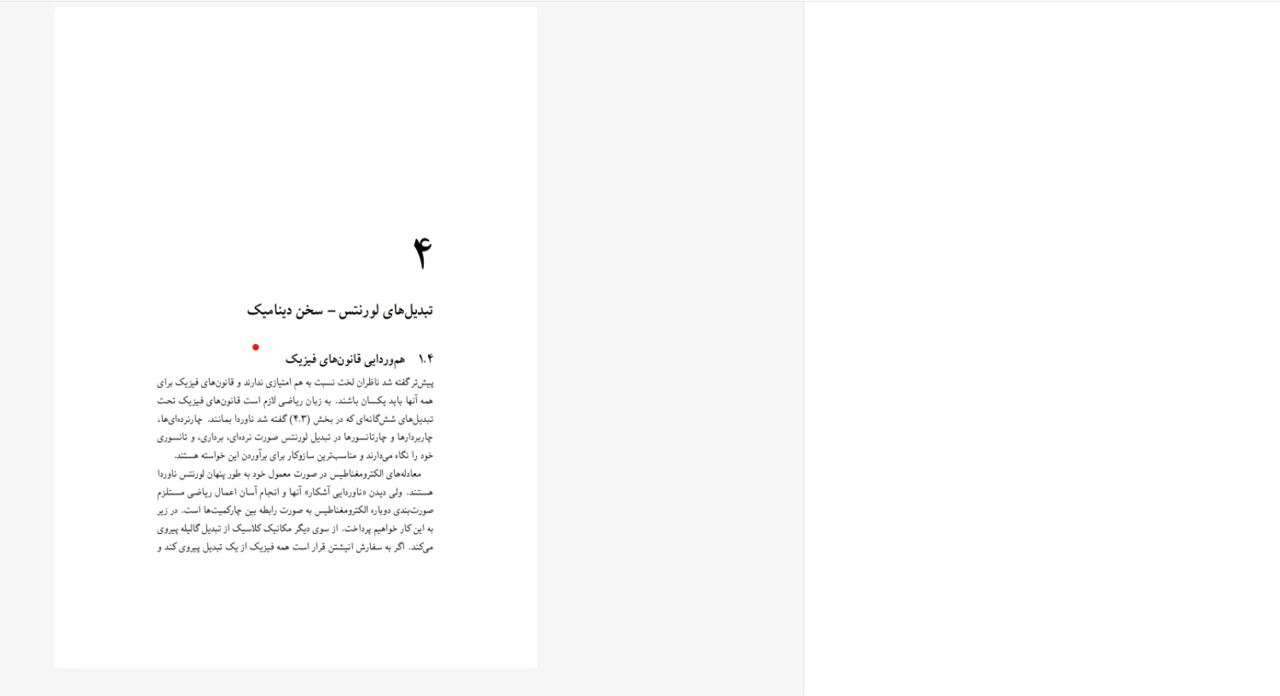 ۴
تبدیل‌های لورنتس – سخن دینامیک
۱.۴ هم‌وردایی قانون‌های فیزیک
پیش‌تر گفته شد ناظران لخت نسبت به هم امتیازی ندارند و قانون‌های فیزیک برای
همه آنها باید یکسان باشند. به زبان ریاضی لازم است قانون‌های فیزیک تحت
تبدیل‌های شش‌گانه‌ای که در بخش (۴.۳) گفته شد ناوردا بمانند. چارنرده‌ای‌ها،
چاربردارها و چارتانسورها در تبدیل لورنتس صورت نرده‌ای، برداری، و تانسوری
خود را نگاه می‌دارند و مناسب‌ترین سازوکار برای برآوردن این خواسته هستند.
معادله‌های الکترومغناطیس در صورت معمول خود به طور پنهان لورنتس ناوردا
هستند. ولی دیدن «ناوردایی آشکار» آنها و انجام آسان اعمال ریاضی مستلزم
صورت‌بندی دوباره الکترومغناطیس به صورت رابطه بین چارکمیت‌ها است. در زیر
به این کار خواهیم پرداخت. از سوی دیگر مکانیک کلاسیک از تبدیل گالیله پیروی
می‌کند. اگر به سفارش انیشتن قرار است همه فیزیک از یک تبدیل پیروی کند و